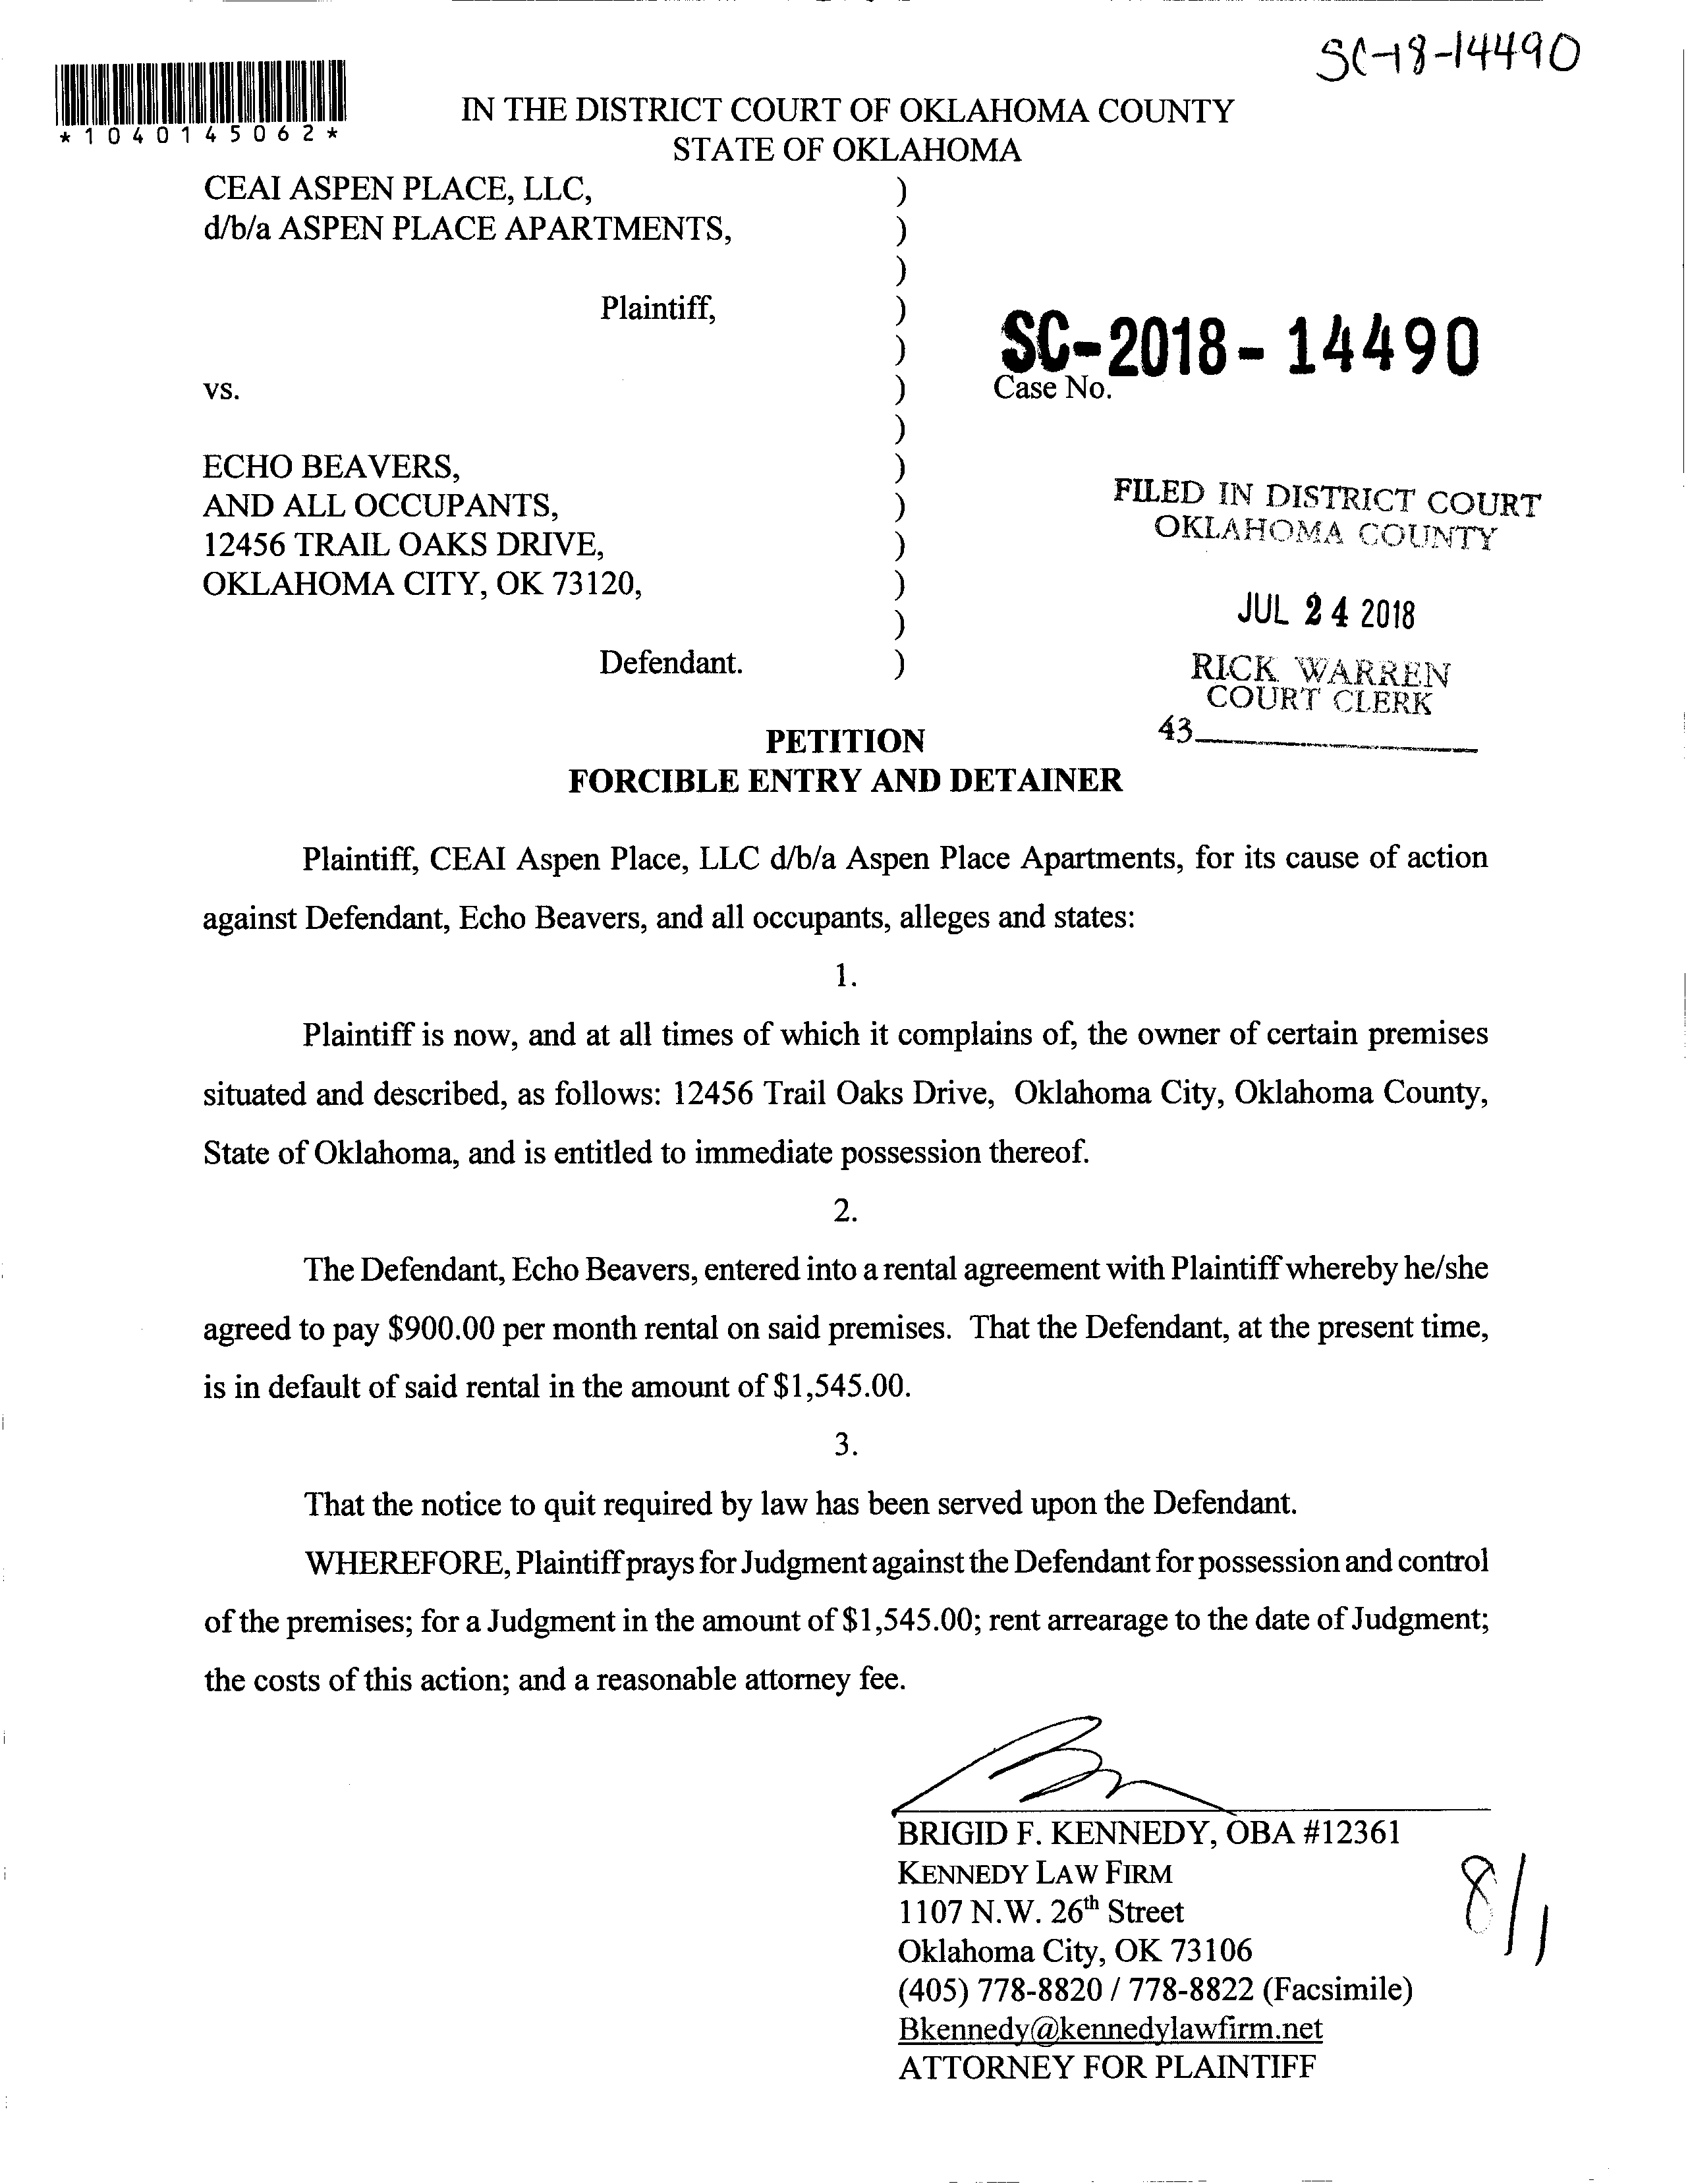 SC-18-14490
*1040145062*
IN THE DISTRICT COURT OF OKLAHOMA COUNTY
STATE OF OKLAHOMA
CEAI ASPEN PLACE, LLC, )
d/b/a ASPEN PLACE APARTMENTS, )
)
Plaintiff, )
)
SC-2018-14490
vs. ) Case No.
)
ECHO BEAVERS, )
AND ALL OCCUPANTS, )
12456 TRAIL OAKS DRIVE, )
OKLAHOMA CITY, OK 73120, )
)
Defendant. )
FILED IN DISTRICT COURT
OKLAHOMA COUNTY
JUL 24 2018
RICK WARREN
COURT CLERK
43
PETITION
FORCIBLE ENTRY AND DETAINER
Plaintiff, CEAI Aspen Place, LLC d/b/a Aspen Place Apartments, for its cause of action
against Defendant, Echo Beavers, and all occupants, alleges and states:
1.
Plaintiff is now, and at all times of which it complains of, the owner of certain premises
situated and described, as follows: 12456 Trail Oaks Drive, Oklahoma City, Oklahoma County,
State of Oklahoma, and is entitled to immediate possession thereof.
2.
The Defendant, Echo Beavers, entered into a rental agreement with Plaintiff whereby he/she
agreed to pay $900.00 per month rental on said premises. That the Defendant, at the present time,
is in default of said rental in the amount of $1,545.00.
3.
That the notice to quit required by law has been served upon the Defendant.
WHEREFORE, Plaintiff prays for Judgment against the Defendant for possession and control
of the premises; for a Judgment in the amount of $1,545.00; rent arrearage to the date of Judgment;
the costs of this action; and a reasonable attorney fee.
BRIGID F. KENNEDY, OBA #12361
KENNEDY LAW FIRM
1107 N.W. 26th Street
Oklahoma City, OK 73106
(405) 778-8820 / 778-8822 (Facsimile)
Bkennedy@kennedylawfirm.net
ATTORNEY FOR PLAINTIFF
8/1